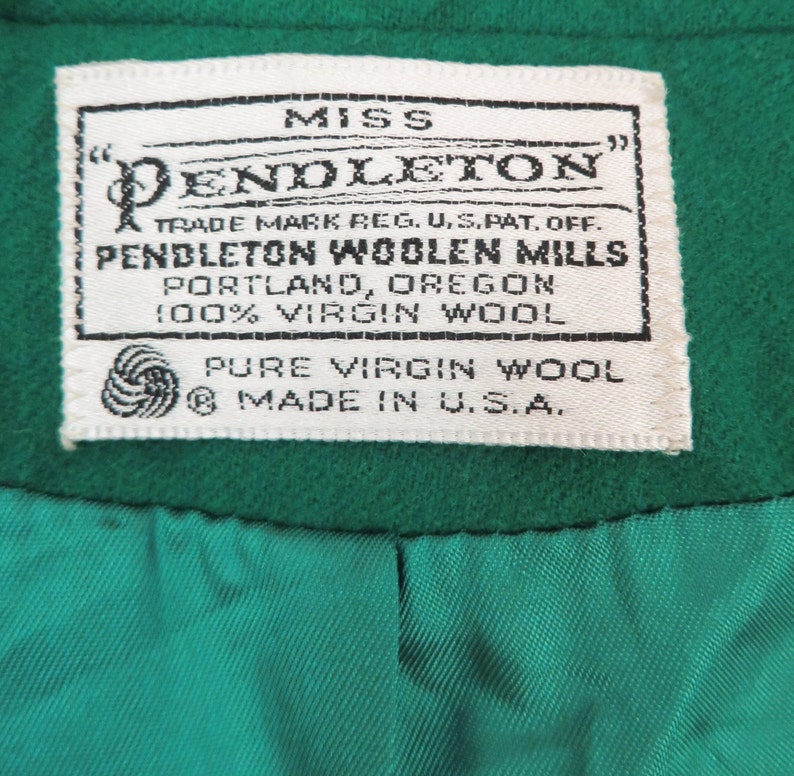 MISS
"PENDLETON"
TRADE MARK REG. U.S. PAT. OFF.
PENDLETON WOOLEN MILLS
PORTLAND, OREGON
100% VIRGIN WOOL
PURE VIRGIN WOOL
® MADE IN U.S.A.